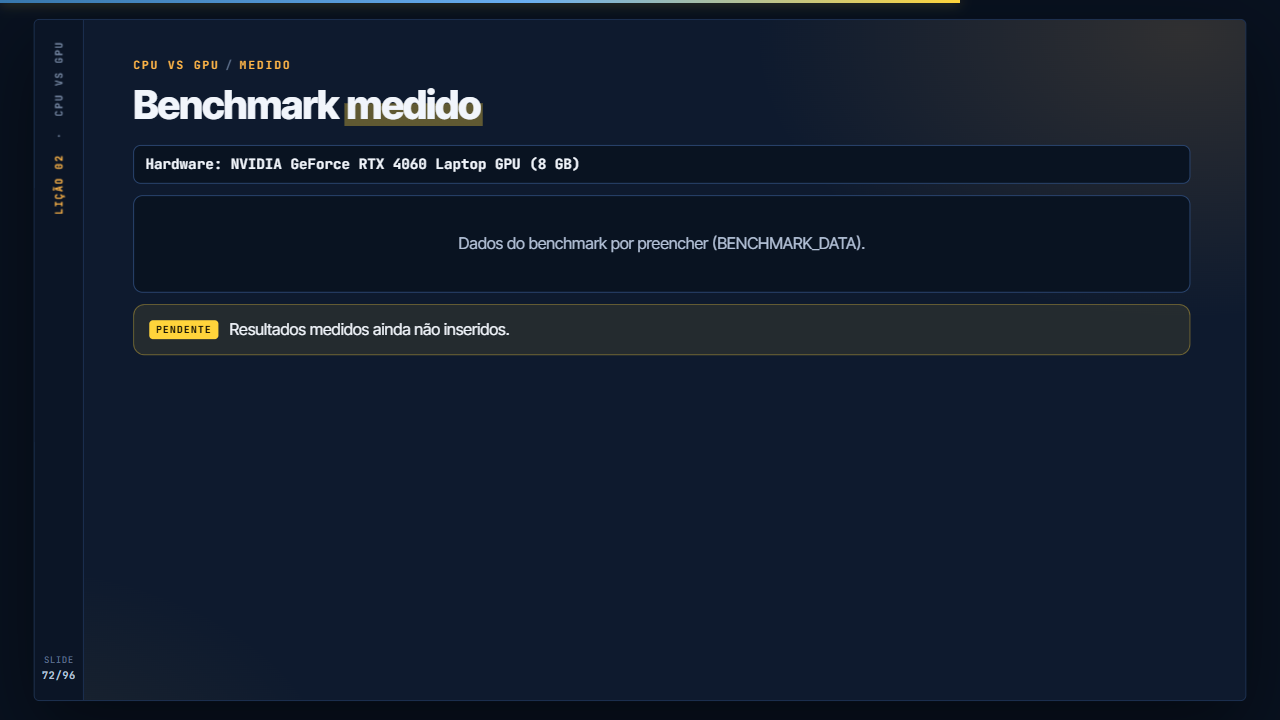 LIÇÃO 02 · CPU VS GPU
CPU VS GPU / MEDIDO
Benchmark medido
Hardware: NVIDIA GeForce RTX 4060 Laptop GPU (8 GB)
Dados do benchmark por preencher (BENCHMARK_DATA).
PENDENTE Resultados medidos ainda não inseridos.
SLIDE
72/96